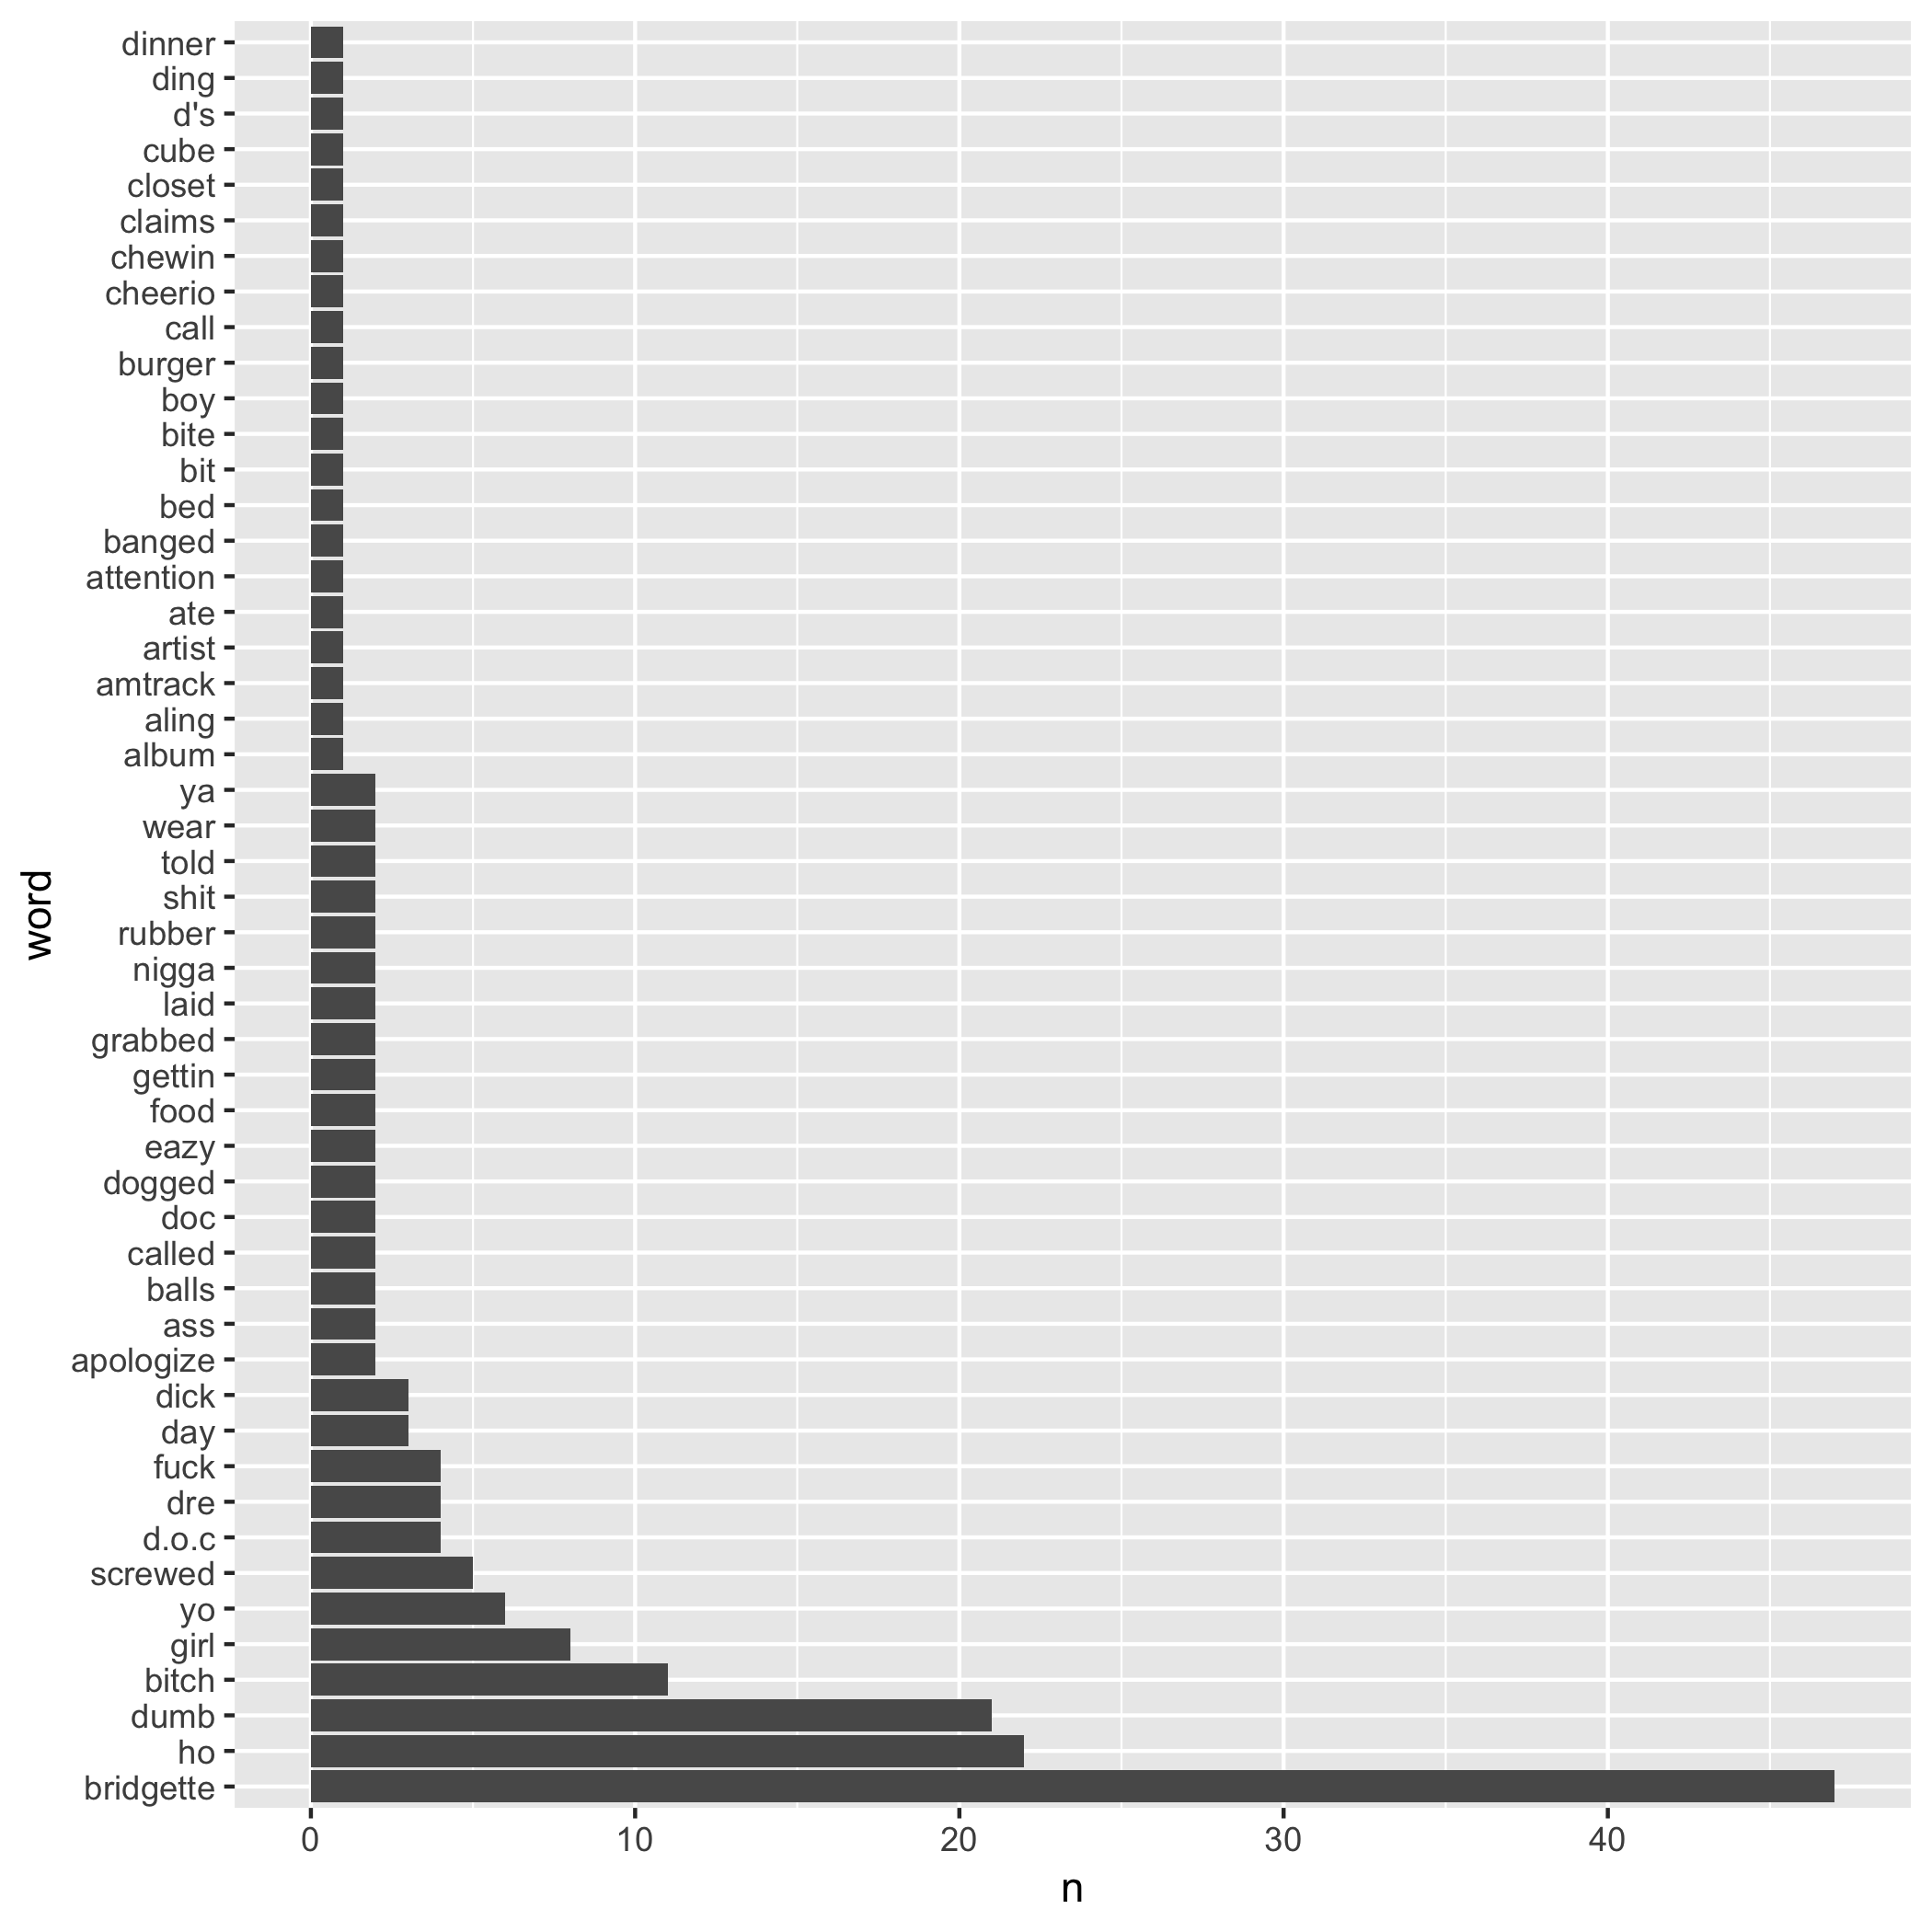 dinner
ding
d's
cube
closet
claims
chewin
cheerio
call
burger
boy
bite
bit
bed
banged
attention
ate
artist
amtrack
aling
album
ya
wear
told
shit
rubber
nigga
laid
grabbed
gettin
food
eazy
dogged
doc
called
balls
ass
apologize
dick
day
fuck
dre
d.o.c
screwed
yo
girl
bitch
dumb
ho
bridgette
word
0 10 20 30 40
n